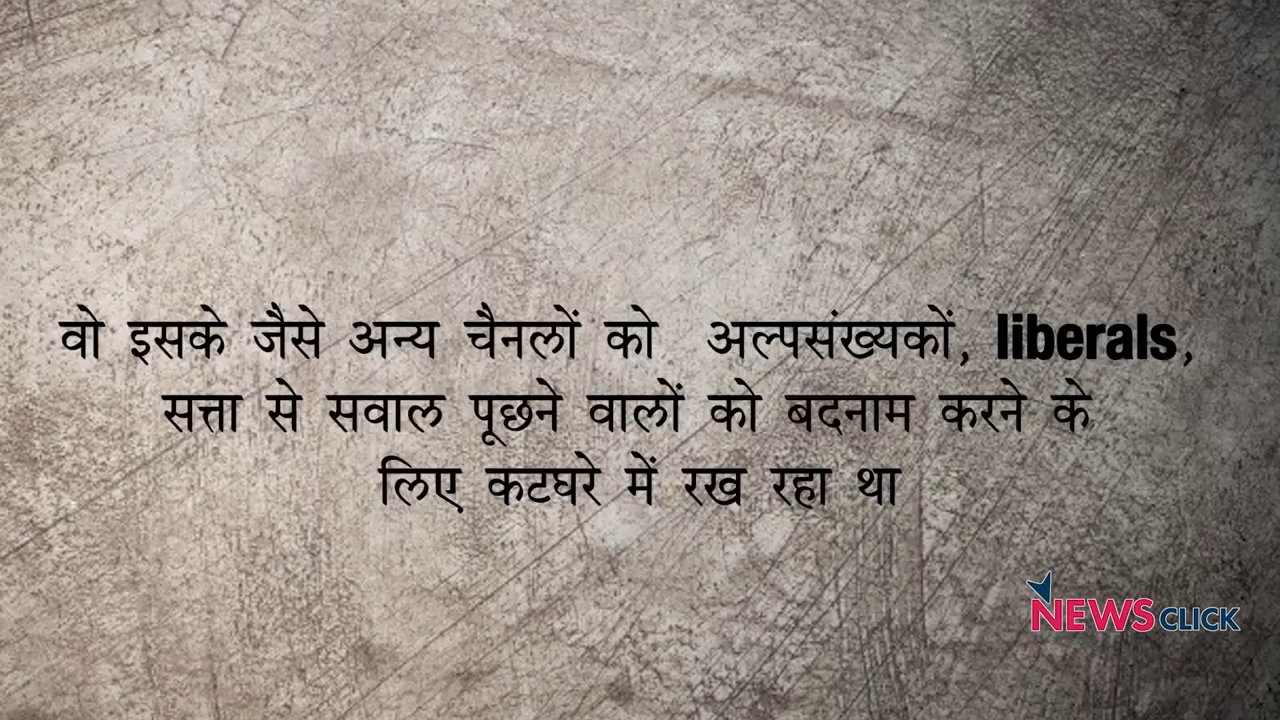 वो इसके जैसे अन्य चैनलों को अल्पसंख्यकों, liberals,
सत्ता से सवाल पूछने वालों को बदनाम करने के
लिए कटघरे में रख रहा था
NEWSCLICK